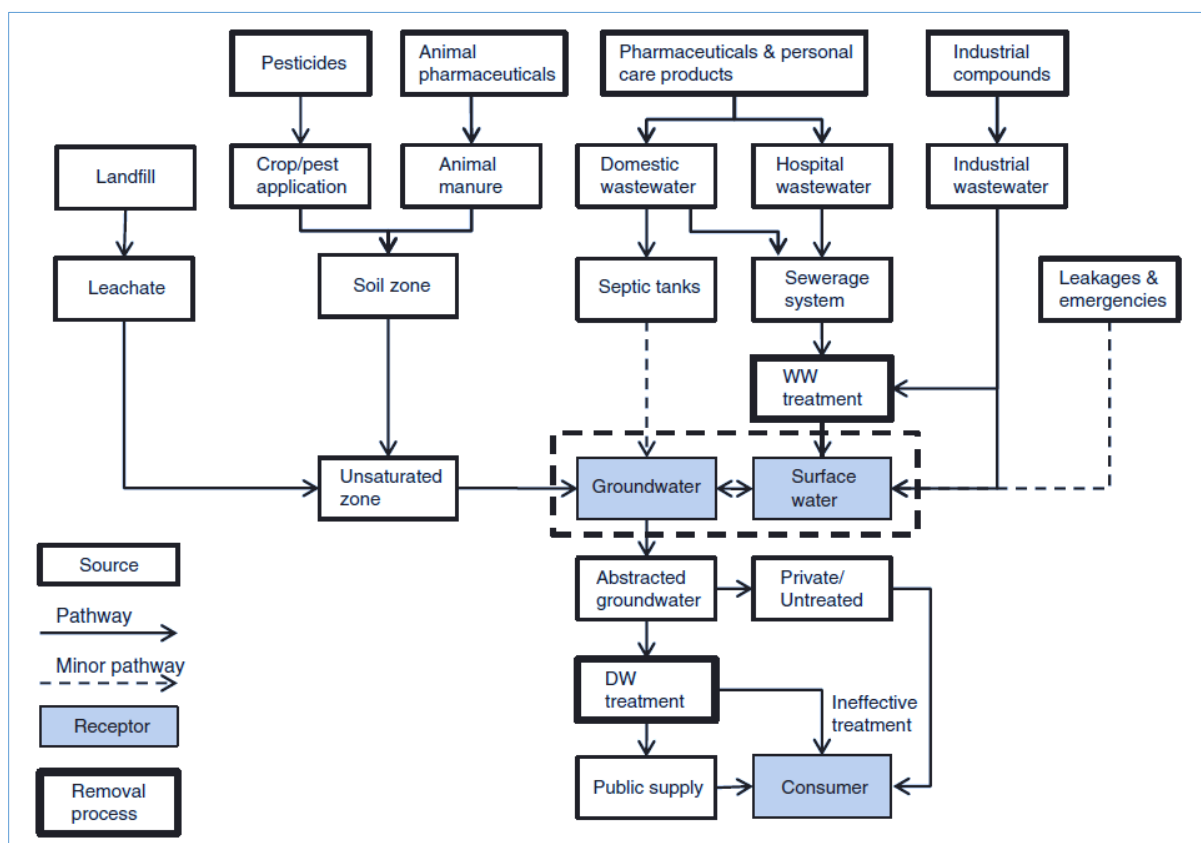 Pesticides
Animal
pharmaceuticals
Pharmaceuticals & personal
care products
Industrial
compounds
Landfill
Crop/pest
application
Animal
manure
Domestic
wastewater
Hospital
wastewater
Industrial
wastewater
Leachate
Soil zone
Septic tanks
Sewerage
system
Leakages &
emergencies
WW
treatment
Unsaturated
zone
Groundwater
Surface
water
Source
Abstracted
groundwater
Private/
Untreated
Pathway
Minor pathway
DW
treatment
Ineffective
treatment
Receptor
Public supply
Consumer
Removal
process